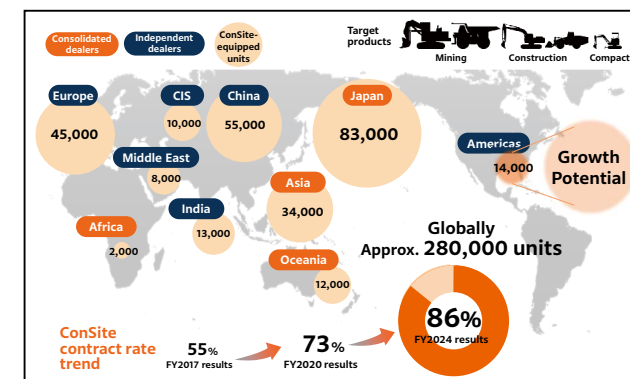 Consolidated
dealers
Independent
dealers
ConSite-
equipped
units
Target
products
Mining
Construction
Compact
Europe
45,000
CIS
10,000
China
55,000
Japan
83,000
Middle East
8,000
Americas
14,000
Growth
Potential
Africa
2,000
India
13,000
Asia
34,000
Oceania
12,000
Globally
Approx. 280,000 units
ConSite
contract rate
trend
55%
FY2017 results
73%
FY2020 results
86%
FY2024 results